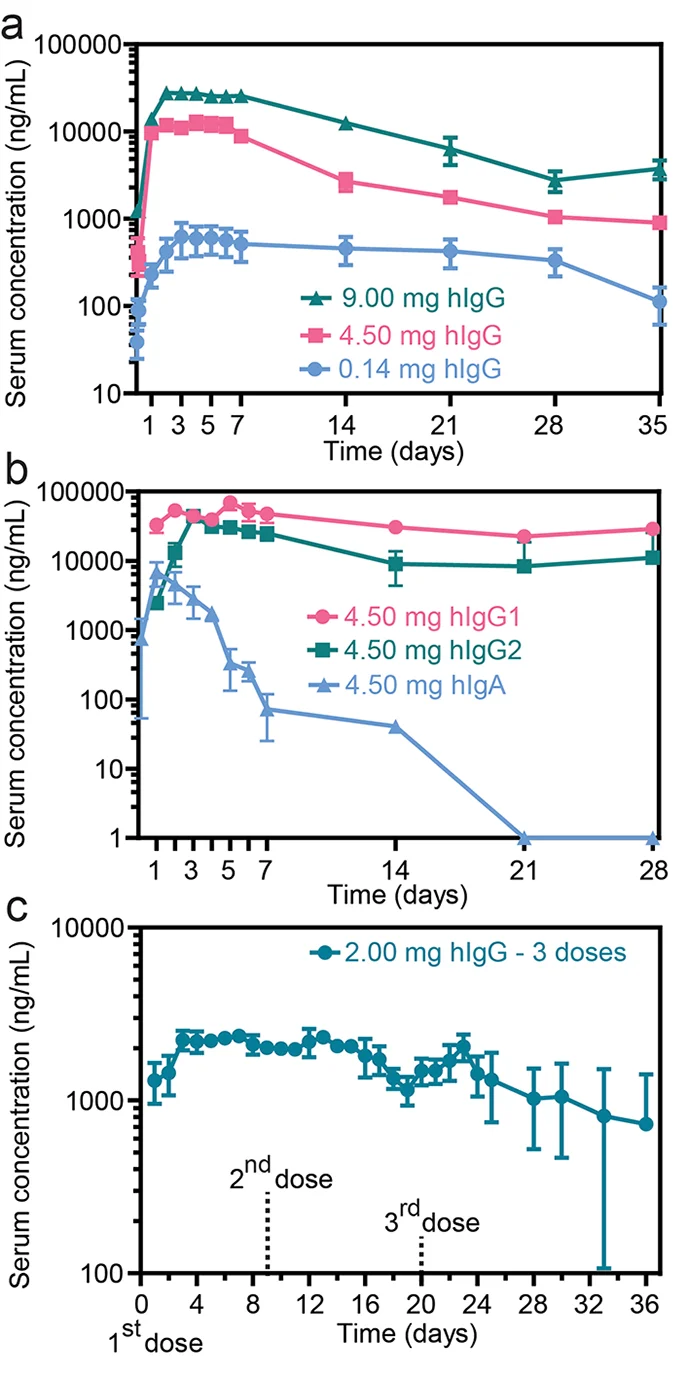 a
Serum concentration (ng/mL)
100000
10000
1000
100
10
9.00 mg hIgG
4.50 mg hIgG
0.14 mg hIgG
1 3 5 7 14 21 28 35
Time (days)
b
Serum concentration (ng/mL)
100000
10000
1000
100
10
1
4.50 mg hIgG1
4.50 mg hIgG2
4.50 mg hIgA
1 3 5 7 14 21 28
Time (days)
c
Serum concentration (ng/mL)
10000
1000
100
2.00 mg hIgG - 3 doses
2nd dose
3rd dose
0 4 8 12 16 20 24 28 32 36
1st dose
Time (days)